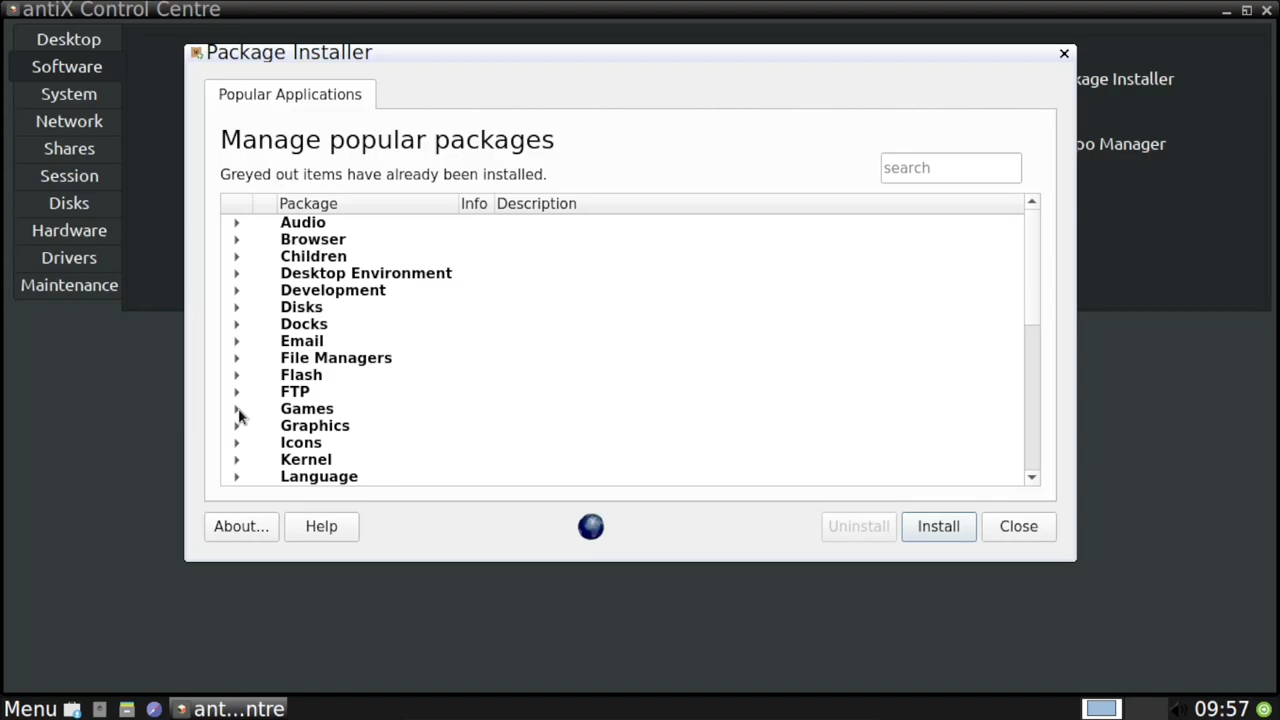 antiX Control Centre
Desktop
Software
System
Network
Shares
Session
Disks
Hardware
Drivers
Maintenance
Package Installer
Popular Applications
Manage popular packages
Greyed out items have already been installed.
search
Package Info Description
Audio
Browser
Children
Desktop Environment
Development
Disks
Docks
Email
File Managers
Flash
FTP
Games
Graphics
Icons
Kernel
Language
About... Help Uninstall Install Close
kage Installer
oo Manager
Menu ant...ntre 09:57